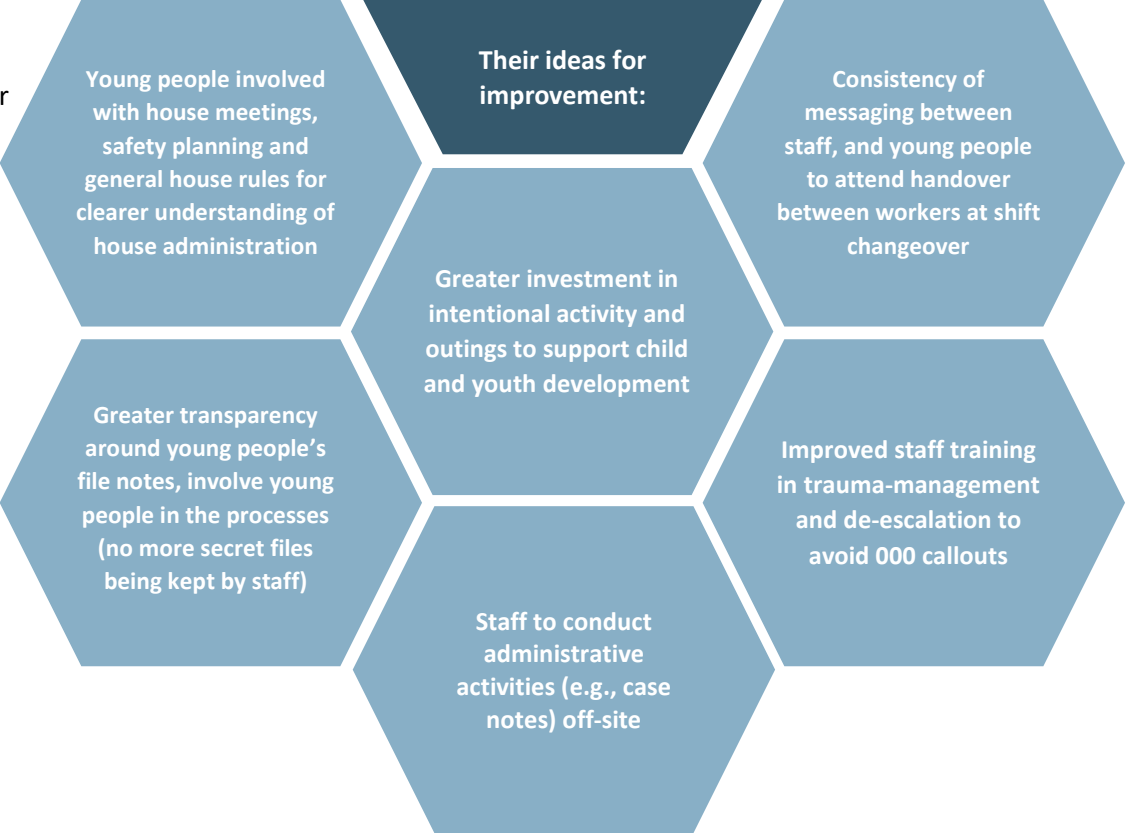 Their ideas for
improvement:
r
Young people involved
with house meetings,
safety planning and
general house rules for
clearer understanding of
house administration
Consistency of
messaging between
staff, and young people
to attend handover
between workers at shift
changeover
Greater investment in
intentional activity and
outings to support child
and youth development
Greater transparency
around young people’s
file notes, involve young
people in the processes
(no more secret files
being kept by staff)
Improved staff training
in trauma-management
and de-escalation to
avoid 000 callouts
Staff to conduct
administrative
activities (e.g., case
notes) off-site